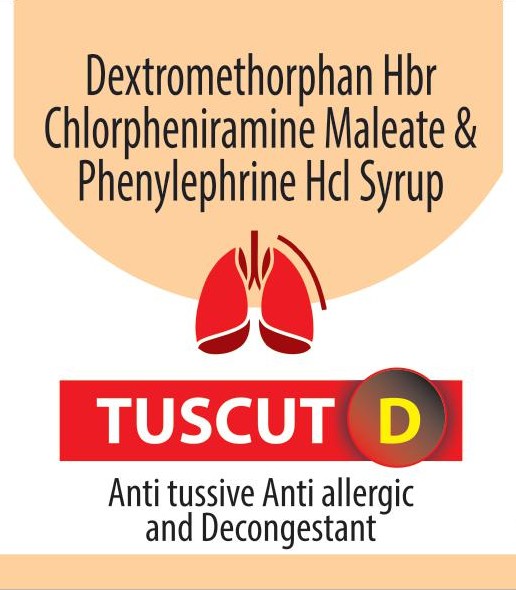 Dextromethorphan Hbr
Chlorpheniramine Maleate &
Phenylephrine Hcl Syrup
TUSCUT D
Anti tussive Anti allergic
and Decongestant